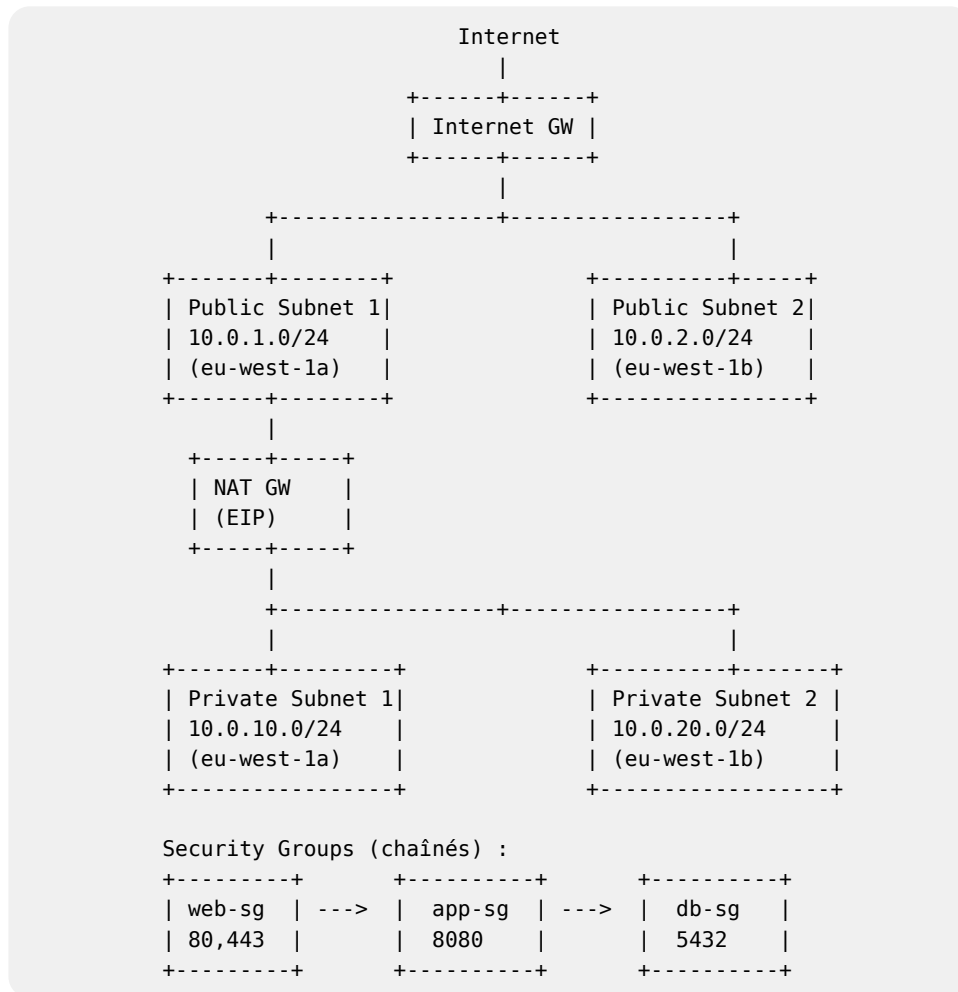 Internet
|
+------+------+
| Internet GW |
+------+------+
|
+-----------------+-----------------+
|                                   |
+-------+--------+               +----------+-----+
| Public Subnet 1|               | Public Subnet 2|
| 10.0.1.0/24    |               | 10.0.2.0/24    |
| (eu-west-1a)   |               | (eu-west-1b)   |
+-------+--------+               +----------------+
|
+-----+-----+
| NAT GW    |
| (EIP)     |
+-----+-----+
|
+-----------------+-----------------+
|                                   |
+-------+---------+              +----------+-------+
| Private Subnet 1|              | Private Subnet 2 |
| 10.0.10.0/24    |              | 10.0.20.0/24     |
| (eu-west-1a)    |              | (eu-west-1b)     |
+-----------------+              +------------------+
Security Groups (chaînés) :
+---------+       +----------+       +----------+
| web-sg  | --->  |  app-sg  | --->  |  db-sg   |
| 80,443  |       |  8080    |       |  5432    |
+---------+       +----------+       +----------+